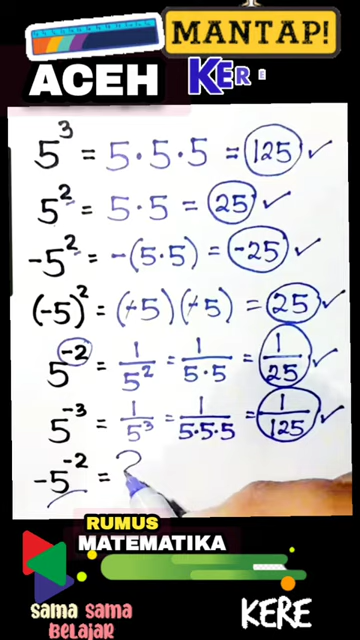 MANTAP!
ACEH KERE
5³ = 5·5·5 = 125 ✓
5² = 5·5 = 25 ✓
-5² = -(5·5) = -25 ✓
(-5)² = (-5)(-5) = 25 ✓
5⁻² = 1/5² = 1/5·5 = 1/25 ✓
5⁻³ = 1/5³ = 1/5·5·5 = 1/125 ✓
-5⁻² = ?
RUMUS
MATEMATIKA
sama sama
BELAJAR
KERE